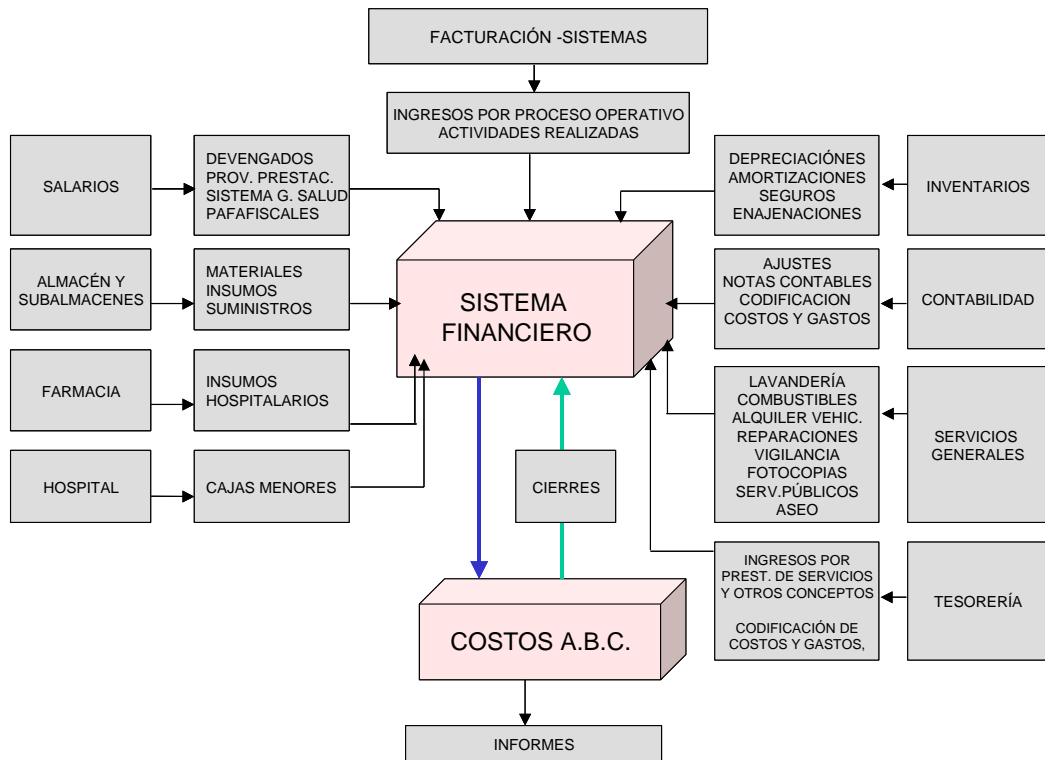 FACTURACIÓN -SISTEMAS
INGRESOS POR PROCESO OPERATIVO
ACTIVIDADES REALIZADAS
SALARIOS
DEVENGADOS
PROV. PRESTAC.
SISTEMA G. SALUD
PAFAFISCALES
ALMACÉN Y
SUBALMACENES
MATERIALES
INSUMOS
SUMINISTROS
FARMACIA
INSUMOS
HOSPITALARIOS
HOSPITAL
CAJAS MENORES
SISTEMA
FINANCIERO
CIERRES
COSTOS A.B.C.
INFORMES
DEPRECIACIÓNES
AMORTIZACIONES
SEGUROS
ENAJENACIONES
INVENTARIOS
AJUSTES
NOTAS CONTABLES
CODIFICACION
COSTOS Y GASTOS
CONTABILIDAD
LAVANDERÍA
COMBUSTIBLES
ALQUILER VEHIC.
REPARACIONES
VIGILANCIA
FOTOCOPIAS
SERV.PÚBLICOS
ASEO
SERVICIOS
GENERALES
INGRESOS POR
PREST. DE SERVICIOS
Y OTROS CONCEPTOS
CODIFICACIÓN DE
COSTOS Y GASTOS,
TESORERÍA